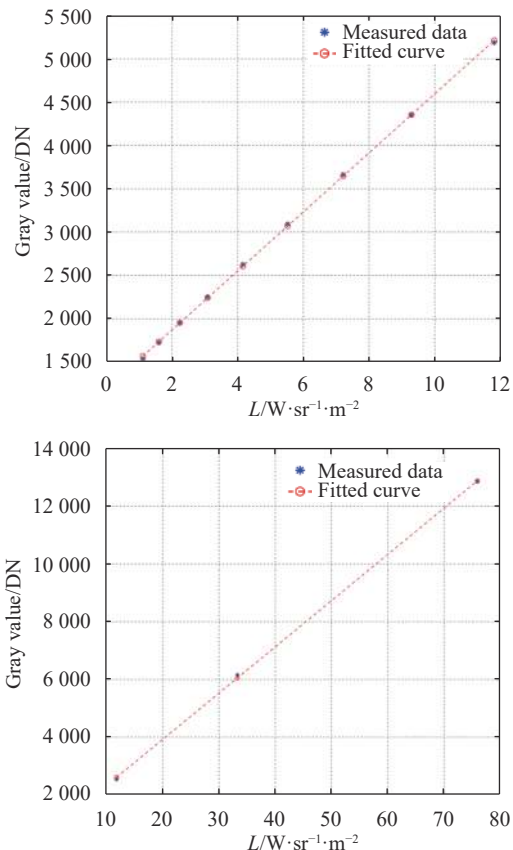 5 500
Measured data
Fitted curve
5 000
4 500
4 000
3 500
3 000
2 500
2 000
1 500
Gray value/DN
0 2 4 6 8 10 12
L/W·sr⁻¹·m⁻²
14 000
Measured data
Fitted curve
12 000
10 000
8 000
6 000
4 000
2 000
Gray value/DN
10 20 30 40 50 60 70 80
L/W·sr⁻¹·m⁻²